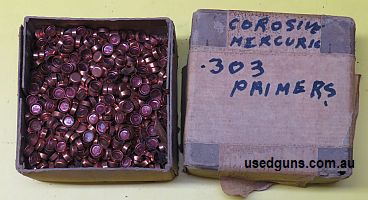 COROSIVE
MERCURIC
.303
PRIMERS
usedguns.com.au